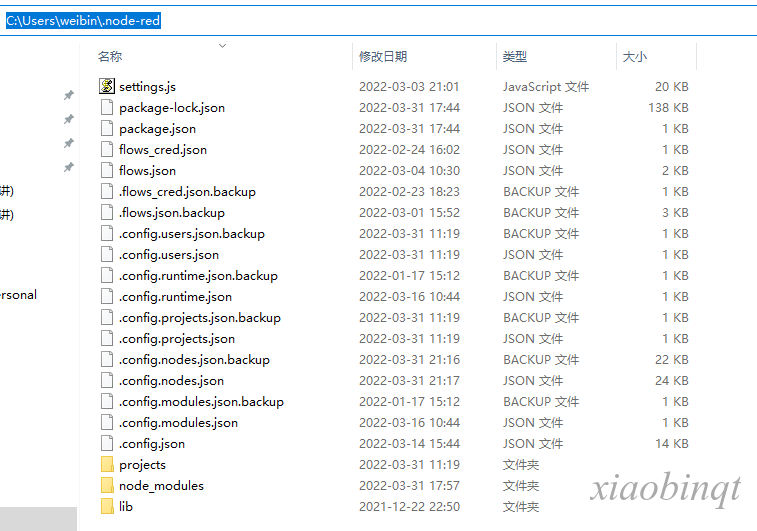 C:\Users\weibin\.node-red
名称 修改日期 类型 大小
settings.js 2022-03-03 21:01 JavaScript 文件 20 KB
package-lock.json 2022-03-31 17:44 JSON 文件 138 KB
package.json 2022-03-31 17:44 JSON 文件 1 KB
flows_cred.json 2022-02-24 16:02 JSON 文件 1 KB
flows.json 2022-03-04 10:30 JSON 文件 2 KB
讲) .flows_cred.json.backup 2022-02-23 18:23 BACKUP 文件 1 KB
讲) .flows.json.backup 2022-03-01 15:52 BACKUP 文件 3 KB
.config.users.json.backup 2022-03-31 11:19 BACKUP 文件 1 KB
.config.users.json 2022-03-31 11:19 JSON 文件 1 KB
.config.runtime.json.backup 2022-01-17 15:12 BACKUP 文件 1 KB
ersonal .config.runtime.json 2022-03-16 10:44 JSON 文件 1 KB
.config.projects.json.backup 2022-03-31 11:19 BACKUP 文件 1 KB
.config.projects.json 2022-03-31 11:19 JSON 文件 1 KB
.config.nodes.json.backup 2022-03-31 21:16 BACKUP 文件 22 KB
.config.nodes.json 2022-03-31 21:17 JSON 文件 24 KB
.config.modules.json.backup 2022-01-17 15:12 BACKUP 文件 1 KB
.config.modules.json 2022-03-16 10:44 JSON 文件 1 KB
.config.json 2022-03-14 15:44 JSON 文件 14 KB
projects 2022-03-31 11:19 文件夹
node_modules 2022-03-31 17:57 文件夹
lib 2021-12-22 22:50 文件夹
xiaobinqt